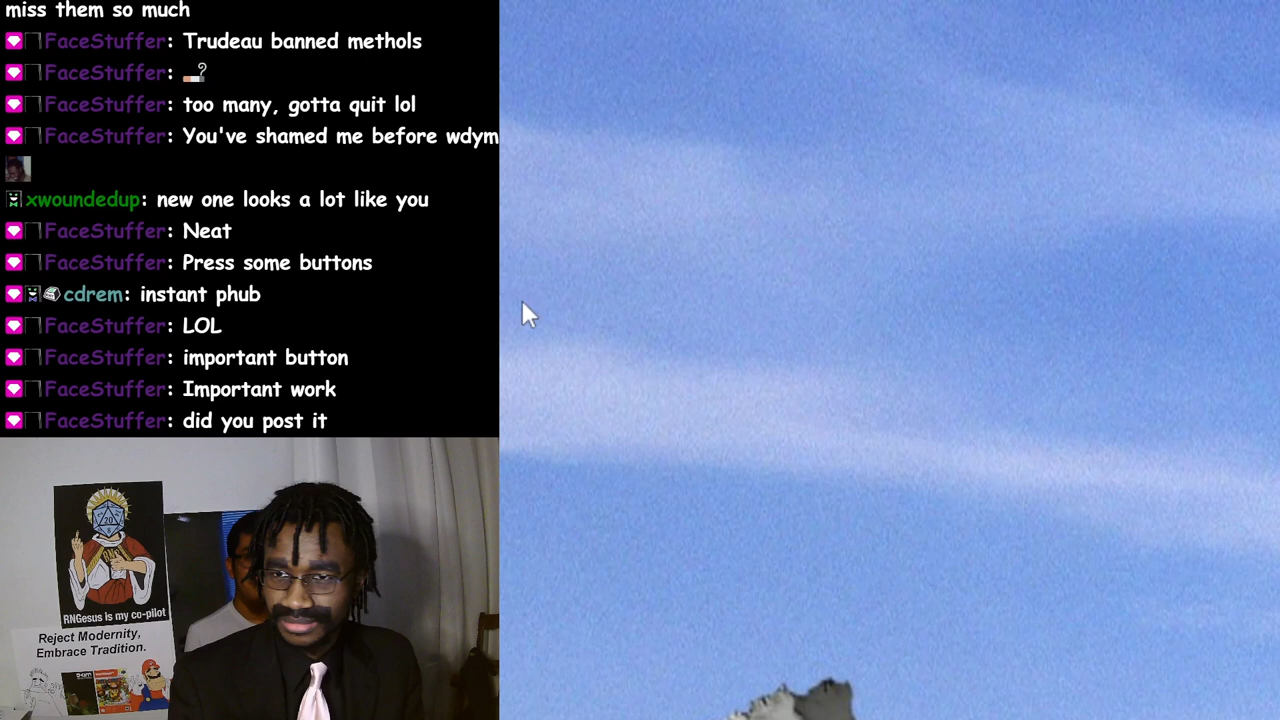 miss them so much
FaceStuffer: Trudeau banned methols
FaceStuffer:
FaceStuffer: too many, gotta quit lol
FaceStuffer: You've shamed me before wdym
xwoundedup: new one looks a lot like you
FaceStuffer: Neat
FaceStuffer: Press some buttons
cdrem: instant phub
FaceStuffer: LOL
FaceStuffer: important button
FaceStuffer: Important work
FaceStuffer: did you post it
20
RNGesus is my co-pilot
Reject Modernity,
Embrace Tradition.